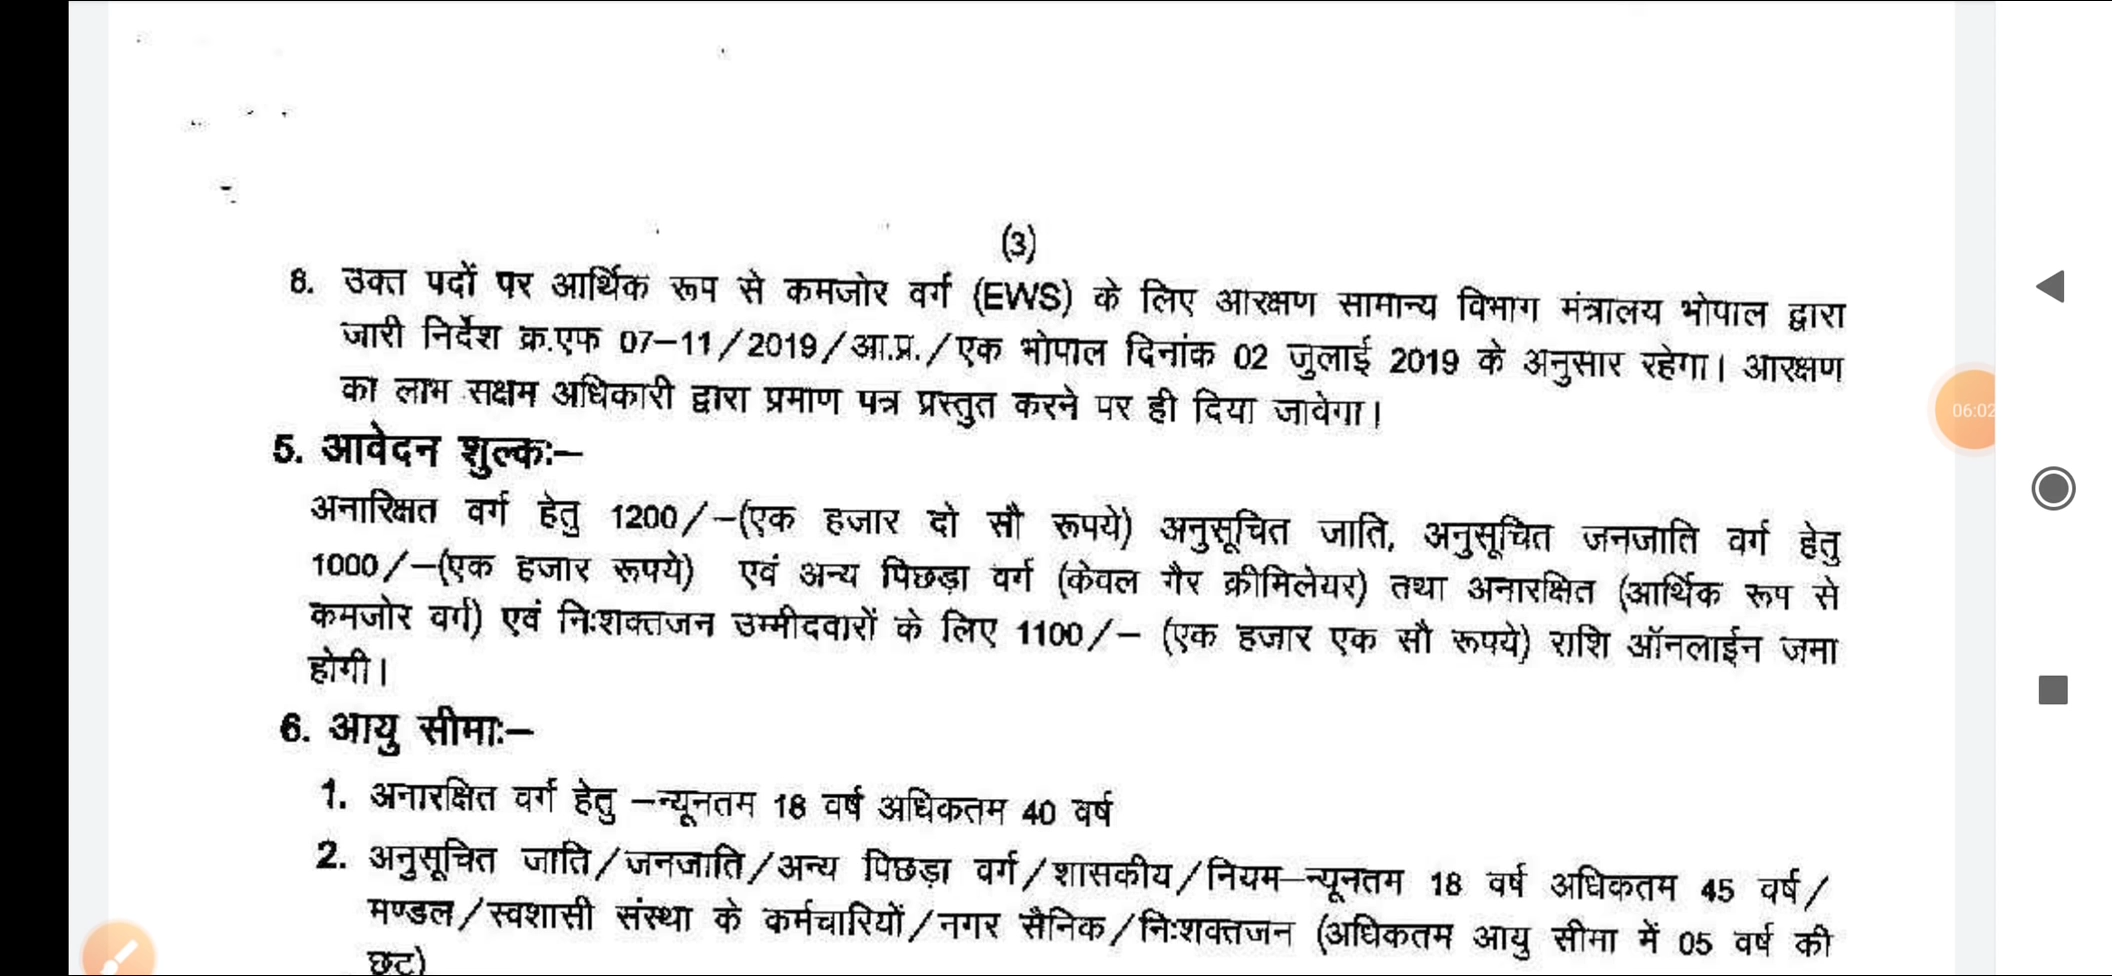 (3)
8. उक्त पदों पर आर्थिक रूप से कमजोर वर्ग (EWS) के लिए आरक्षण सामान्य विभाग मंत्रालय भोपाल द्वारा
जारी निर्देश क्र.एफ 07–11/2019/आ.प्र./एक भोपाल दिनांक 02 जुलाई 2019 के अनुसार रहेगा। आरक्षण
का लाभ सक्षम अधिकारी द्वारा प्रमाण पत्र प्रस्तुत करने पर ही दिया जावेगा।
5. आवेदन शुल्कः–
अनारिक्षत वर्ग हेतु 1200/–(एक हजार दो सौ रूपये) अनुसूचित जाति, अनुसूचित जनजाति वर्ग हेतु
1000/–(एक हजार रूपये) एवं अन्य पिछड़ा वर्ग (केवल गैर क्रीमिलेयर) तथा अनारक्षित (आर्थिक रूप से
कमजोर वर्ग) एवं निःशक्तजन उम्मीदवारों के लिए 1100/– (एक हजार एक सौ रूपये) राशि ऑनलाईन जमा
होगी।
6. आयु सीमाः–
1. अनारक्षित वर्ग हेतु –न्यूनतम 18 वर्ष अधिकतम 40 वर्ष
2. अनुसूचित जाति/जनजाति/अन्य पिछड़ा वर्ग/शासकीय/नियम–न्यूनतम 18 वर्ष अधिकतम 45 वर्ष/
मण्डल/स्वशासी संस्था के कर्मचारियों/नगर सैनिक/निःशक्तजन (अधिकतम आयु सीमा में 05 वर्ष की
छूट)
06:02